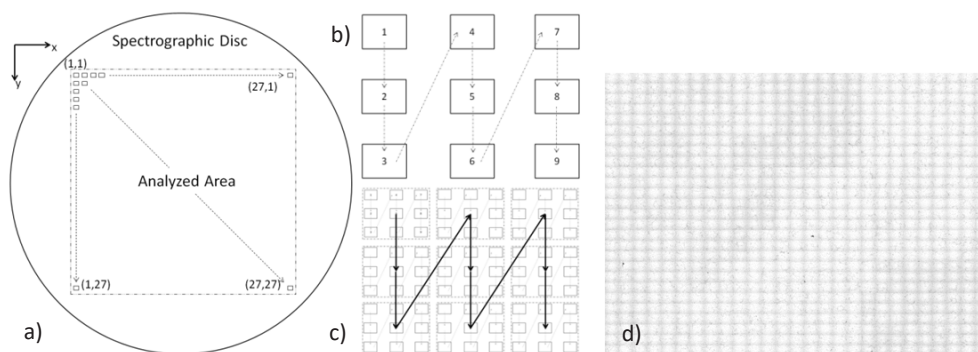 x
y
Spectrographic Disc
(1,1)
(27,1)
Analyzed Area
(1,27)
(27,27)
a)
b)
1
4
7
2
5
8
3
6
9
c)
d)